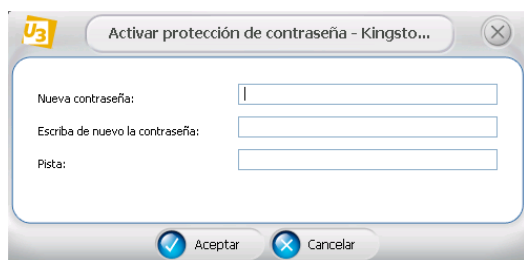 U3
Activar protección de contraseña - Kingsto...
Nueva contraseña:
Escriba de nuevo la contraseña:
Pista:
Aceptar
Cancelar